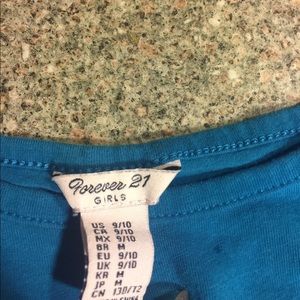 Forever 21
GIRLS
US 9/10
CA 9/10
MX 9/10
BR M
EU 9/10
UK 9/10
KR M
JP M
CN 130/72